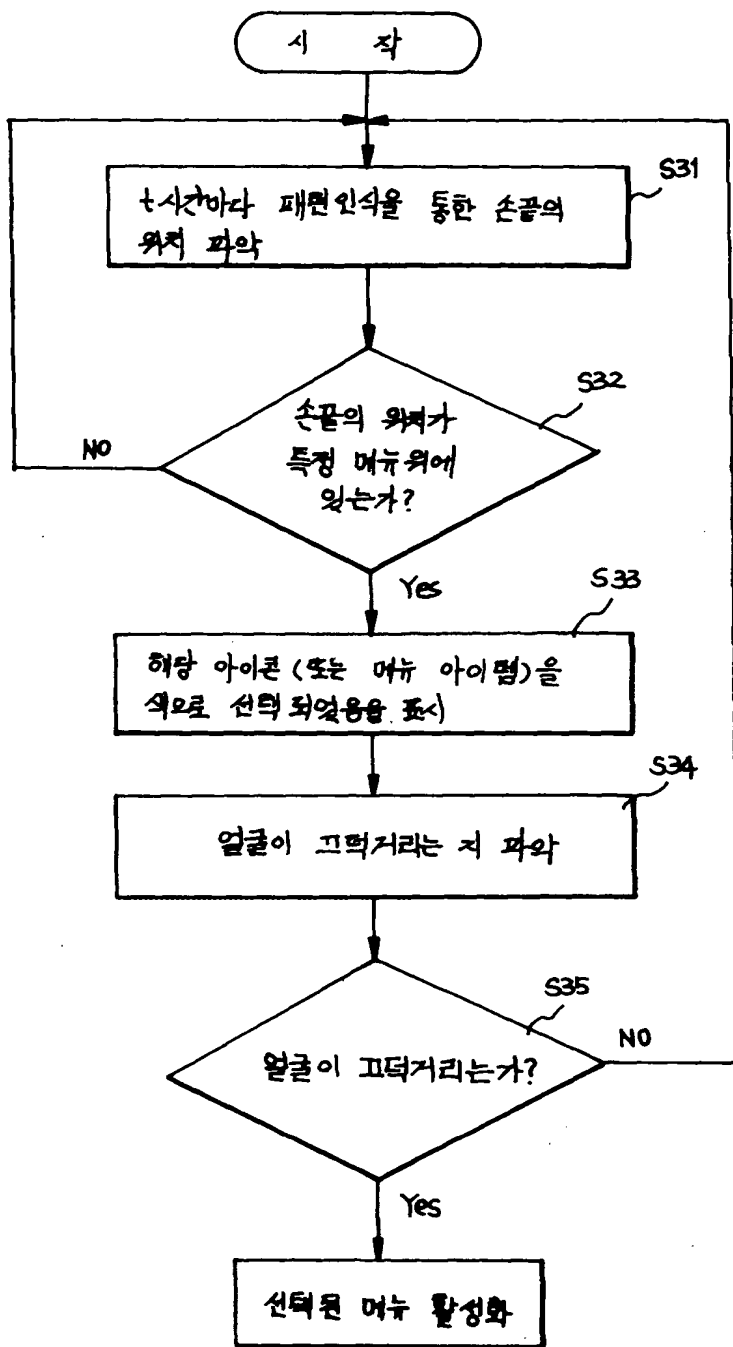 시 작
S31
t시간마다 패턴인식을 통한 손끝의
위치 파악
S32
손끝의 위치가
특정 메뉴위에
있는가?
NO
Yes
S33
해당 아이콘 (또는 메뉴 아이템)을
색으로 선택 되었음을 표시
S34
얼굴이 끄덕거리는 지 파악
S35
얼굴이 끄덕거리는가?
NO
Yes
선택된 메뉴 활성화